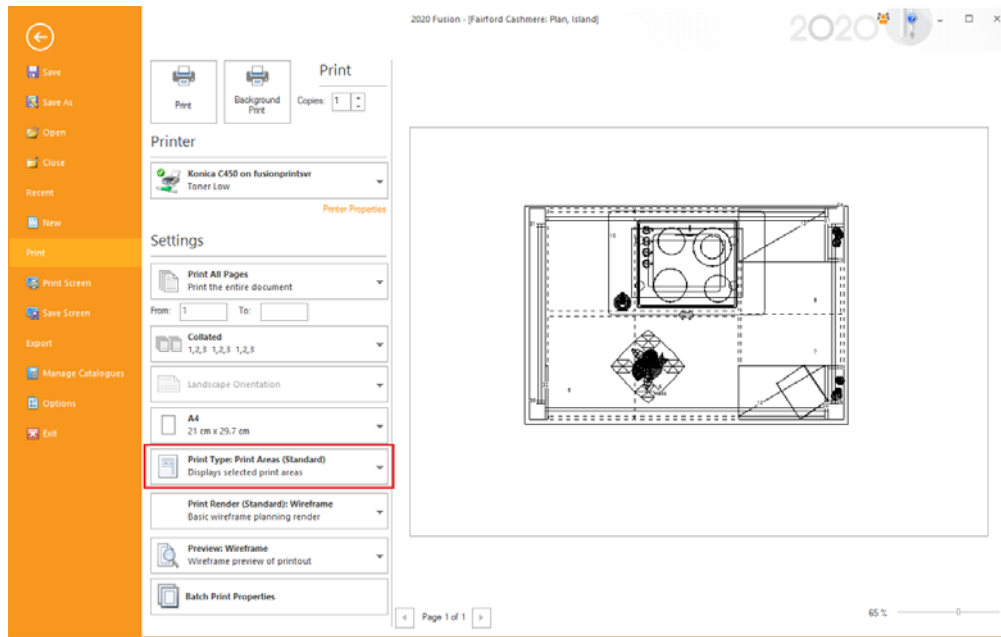 2020 Fusion - [Fairford Cashmere: Plan, Island]
2020
Save
Save As
Open
Close
Recent
New
Print
Print Screen
Save Screen
Export
Manage Catalogues
Options
Exit
Print
Print
Background
Print
Copies: 1
Printer
Konica C450 on fusionprintsvr
Toner Low
Printer Properties
Settings
Print All Pages
Print the entire document
From: 1 To:
Collated
1,2,3 1,2,3 1,2,3
Landscape Orientation
A4
21 cm x 29.7 cm
Print Type: Print Areas (Standard)
Displays selected print areas
Print Render (Standard): Wireframe
Basic wireframe planning render
Preview: Wireframe
Wireframe preview of printout
Batch Print Properties
Page 1 of 1
65 %